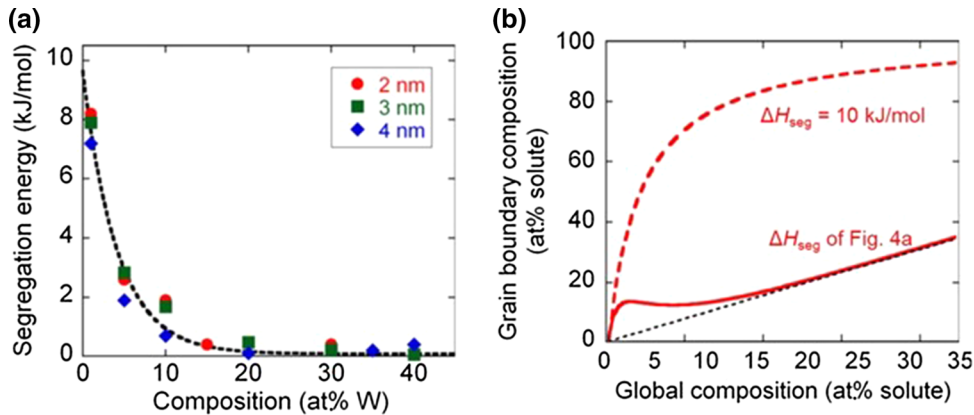 (a)
Segregation energy (kJ/mol)
10
8
6
4
2
0
2 nm
3 nm
4 nm
0 10 20 30 40
Composition (at% W)
(b)
Grain boundary composition
(at% solute)
100
80
60
40
20
0
ΔHseg = 10 kJ/mol
ΔHseg of Fig. 4a
0 5 10 15 20 25 30 35
Global composition (at% solute)